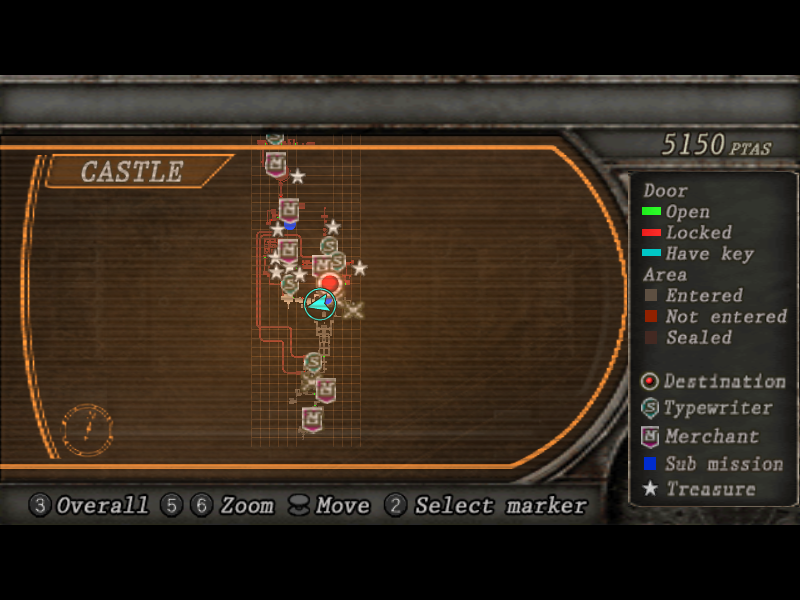 5150 PTAS
CASTLE
Door
Open
Locked
Have key
Area
Entered
Not entered
Sealed
Destination
S Typewriter
M Merchant
Sub mission
Treasure
3 Overall 5 6 Zoom Move 2 Select marker